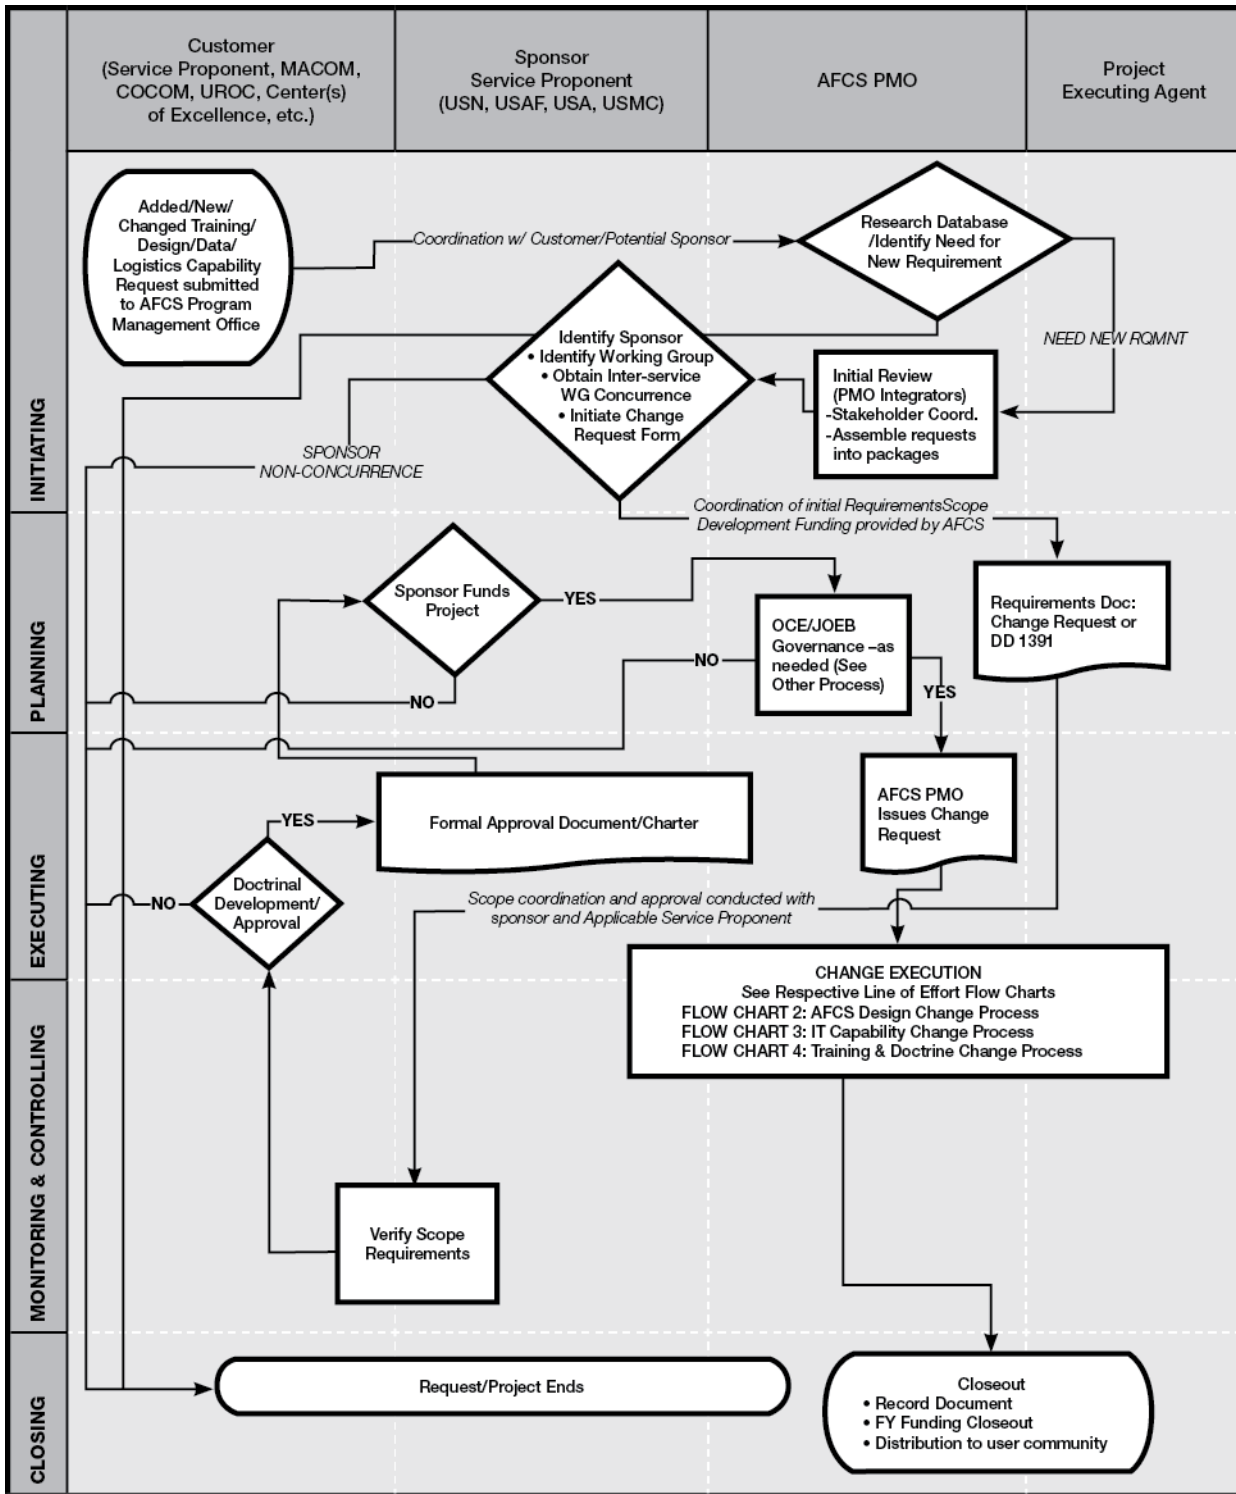 Customer
(Service Proponent, MACOM,
COCOM, UROC, Center(s)
of Excellence, etc.)
Sponsor
Service Proponent
(USN, USAF, USA, USMC)
AFCS PMO
Project
Executing Agent
INITIATING
Added/New/
Changed Training/
Design/Data/
Logistics Capability
Request submitted
to AFCS Program
Management Office
Coordination w/ Customer/Potential Sponsor
Research Database
/Identify Need for
New Requirement
NEED NEW RQMNT
Identify Sponsor
• Identify Working Group
• Obtain Inter-service
WG Concurrence
• Initiate Change
Request Form
Initial Review
(PMO Integrators)
-Stakeholder Coord.
-Assemble requests
into packages
SPONSOR
NON-CONCURRENCE
Coordination of initial RequirementsScope
Development Funding provided by AFCS
PLANNING
Sponsor Funds
Project
YES
NO
OCE/JOEB
Governance –as
needed (See
Other Process)
NO
YES
Requirements Doc:
Change Request or
DD 1391
EXECUTING
Formal Approval Document/Charter
AFCS PMO
Issues Change
Request
YES
Doctrinal
Development/
Approval
NO
Scope coordination and approval conducted with
sponsor and Applicable Service Proponent
CHANGE EXECUTION
See Respective Line of Effort Flow Charts
FLOW CHART 2: AFCS Design Change Process
FLOW CHART 3: IT Capability Change Process
FLOW CHART 4: Training & Doctrine Change Process
MONITORING & CONTROLLING
Verify Scope
Requirements
CLOSING
Request/Project Ends
Closeout
• Record Document
• FY Funding Closeout
• Distribution to user community